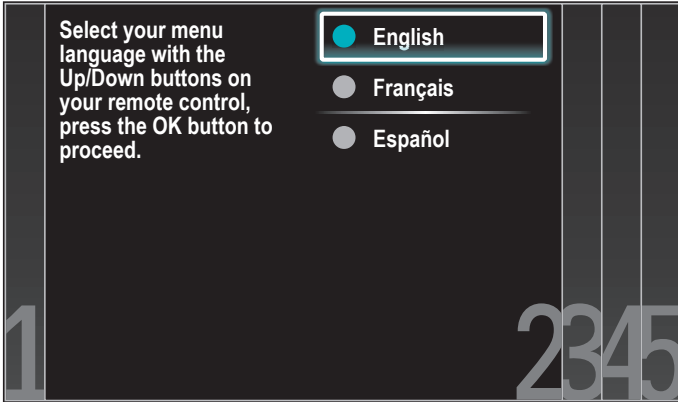 Select your menu
language with the
Up/Down buttons on
your remote control,
press the OK button to
proceed.
English
Français
Español
1
2
3
4
5